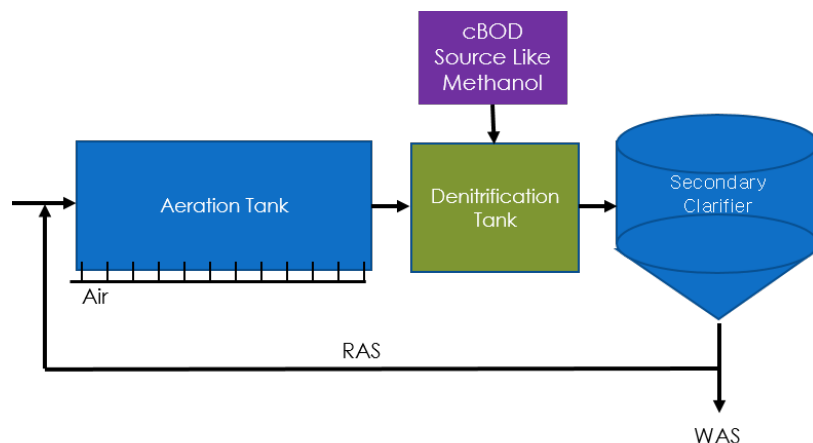 cBOD
Source Like
Methanol
Aeration Tank
Denitrification
Tank
Secondary
Clarifier
Air
RAS
WAS